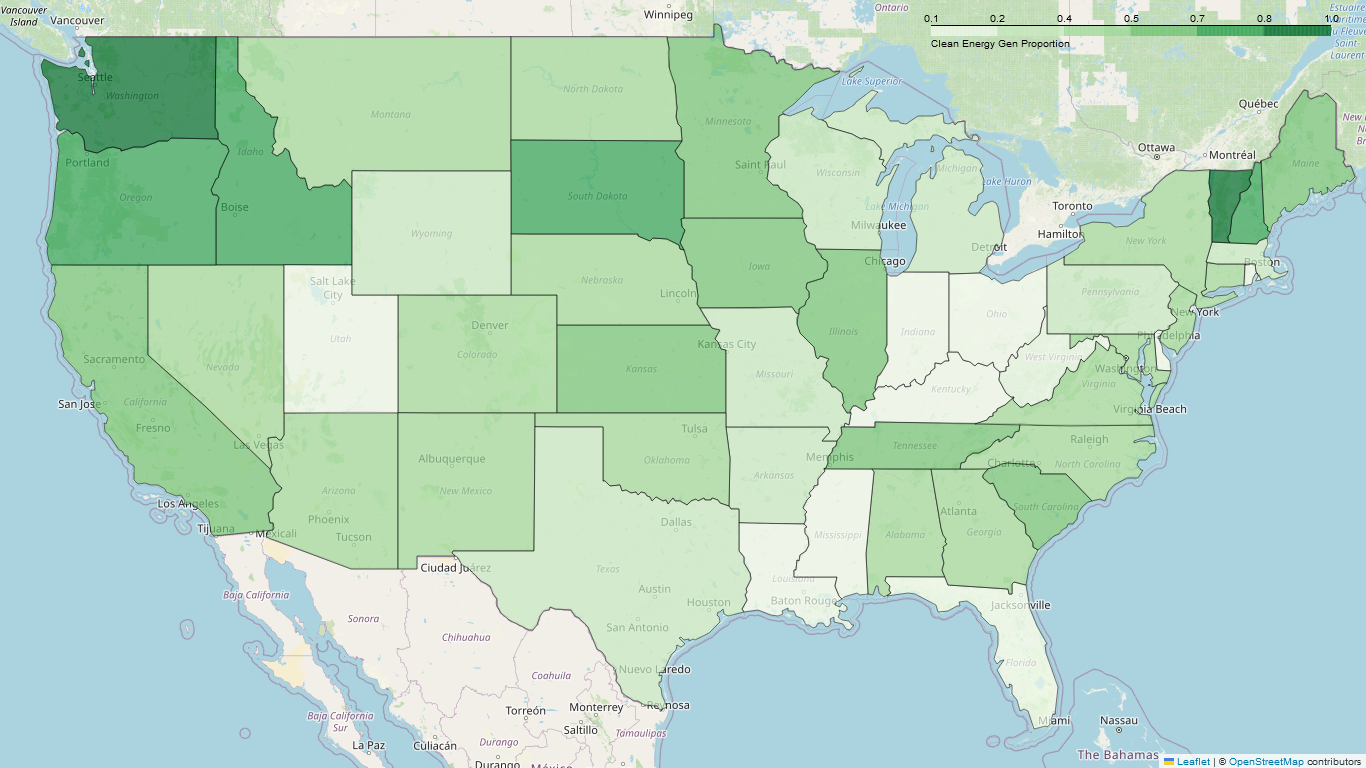 Vancouver
Island
Vancouver
Winnipeg
Ontario
0.1 0.2 0.4 0.5 0.7 0.8 1.0
Clean Energy Gen Proportion
Estuaire
Maritime
du Fleuve
Saint-
Laurent
Seattle
Washington
Montana
North Dakota
Lake Superior
Québec
Minnesota
Portland
Idaho
Saint Paul
Wisconsin
Michigan
Ottawa
Montréal
Maine
Oregon
Boise
South Dakota
Lake Huron
Lake Michigan
Toronto
Wyoming
Milwaukee
Hamilton
New York
Detroit
Chicago
Boston
Iowa
Salt Lake
City
Nebraska
Lincoln
Pennsylvania
New York
Ohio
Denver
Utah
Illinois
Indiana
Philadelphia
Kansas City
Colorado
Sacramento
Nevada
Kansas
Missouri
West Virginia
Washington
Virginia
Kentucky
San Jose
California
Virginia Beach
Fresno
Tulsa
Raleigh
Las Vegas
Tennessee
Albuquerque
Oklahoma
Memphis
Charlotte
North Carolina
Arkansas
Arizona
New Mexico
Los Angeles
South Carolina
Phoenix
Atlanta
Dallas
Tijuana
Mexicali
Tucson
Mississippi
Alabama
Georgia
Ciudad Juárez
Texas
Louisiana
Austin
Baja California
Houston
Baton Rouge
Jacksonville
Sonora
San Antonio
Chihuahua
Nuevo Laredo
Florida
Coahuila
Reynosa
Torreón
Monterrey
Baja California
Sur
Miami
Nassau
Saltillo
Tamaulipas
La Paz
Culiacán
Durango
The Bahamas
Durango
México
Leaflet | © OpenStreetMap contributors